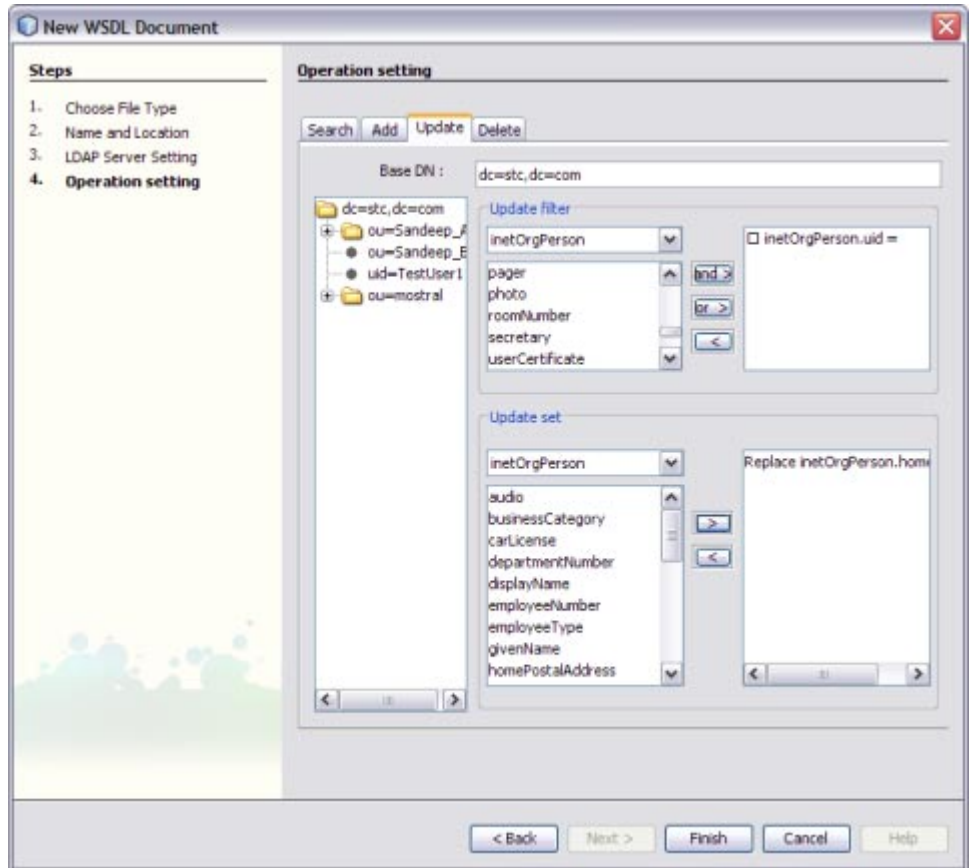 New WSDL Document
Steps
1. Choose File Type
2. Name and Location
3. LDAP Server Setting
4. Operation setting
Operation setting
Search Add Update Delete
Base DN : dc=stc,dc=com
dc=stc,dc=com
ou=Sandeep_A
ou=Sandeep_E
uid=TestUser1
ou=mostral
Update filter
inetOrgPerson
pager
photo
roomNumber
secretary
userCertificate
and >
or >
<
inetOrgPerson.uid =
Update set
inetOrgPerson
audio
businessCategory
carLicense
departmentNumber
displayName
employeeNumber
employeeType
givenName
homePostalAddress
>
<
Replace inetOrgPerson.home
< Back Next > Finish Cancel Help